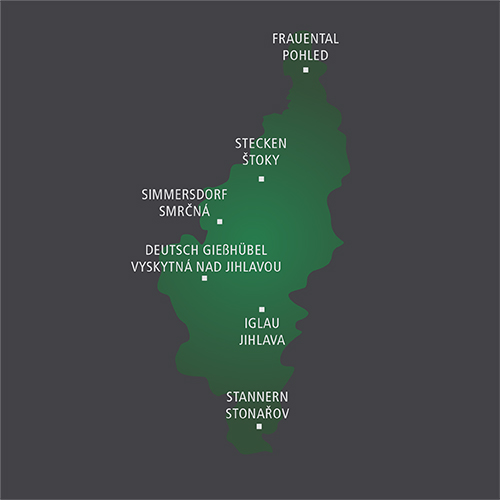 FRAUENTAL
POHLED
STECKEN
ŠTOKY
SIMMERSDORF
SMRČNÁ
DEUTSCH GIEßHÜBEL
VYSKYTNÁ NAD JIHLAVOU
IGLAU
JIHLAVA
STANNERN
STONAŘOV